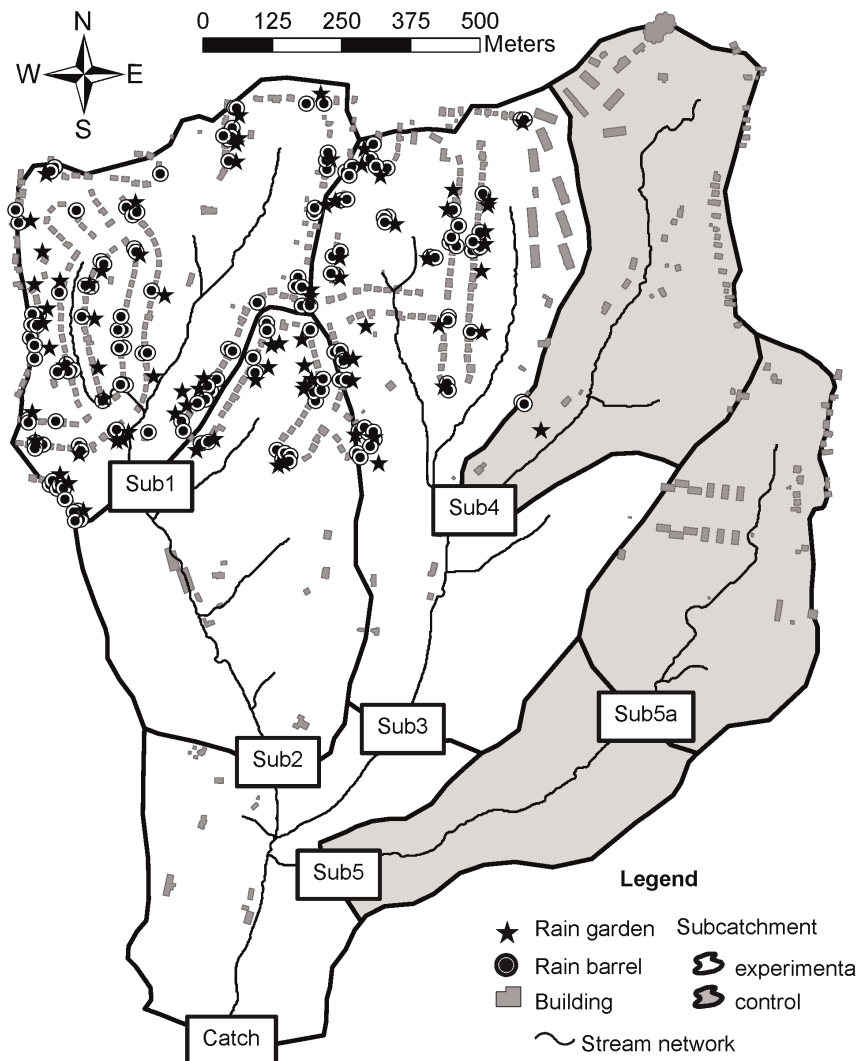 N
W E
S
0 125 250 375 500
Meters
Sub1
Sub4
Sub5a
Sub3
Sub2
Sub5
Catch
Legend
Rain garden Subcatchment
Rain barrel experimenta
Building control
Stream network